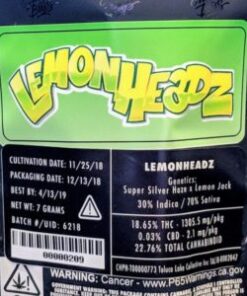 LEMONHEADZ
CULTIVATION DATE: 11/25/18
PACKAGING DATE: 12/13/18
BEST: 4/13/19
NET WT: 7 GRAMS
BATCH #/UID: 6218
00000209
LEMONHEADZ
Genetics:
Super Silver Haze x Lemon Jack
30% Indica / 70% Sativa
18.65% THC - 1305.5 mg/pkg
0.03% CBD - 2.1 mg/pkg
22.76% TOTAL CANNABINOID
WARNING: Cancer - www.P65Warnings.ca.gov